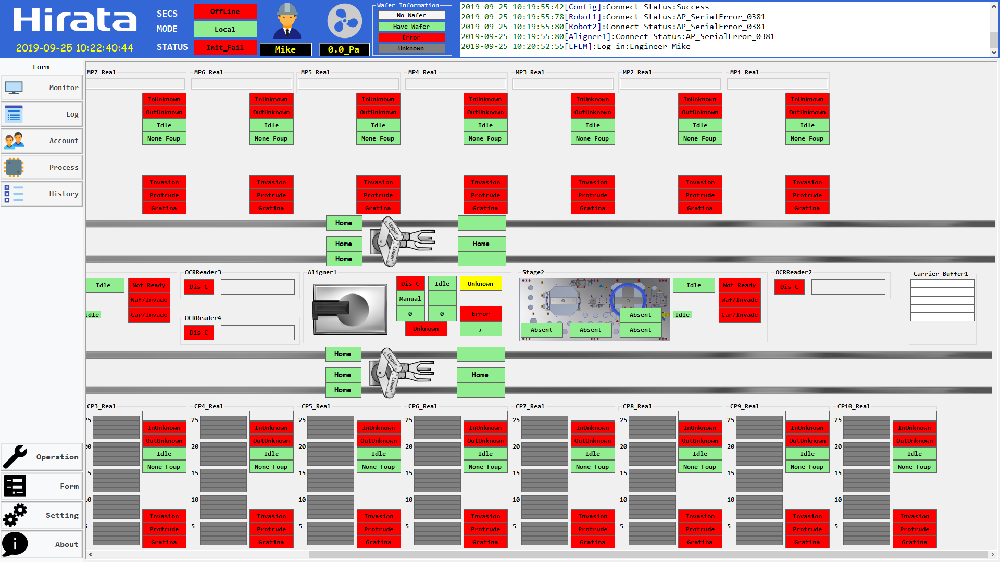 Hirata
2019-09-25 10:22:40:44
SECS OffLine
MODE Local
STATUS Init_Fail
Mike
0.0_Pa
Wafer Information
No Wafer
Have Wafer
Error
Unknown
2019-09-25 10:19:55:42[Config]:Connect Status:Success
2019-09-25 10:19:55:78[Robot1]:Connect Status:AP_SerialError_0381
2019-09-25 10:19:55:80[Robot2]:Connect Status:AP_SerialError_0381
2019-09-25 10:19:55:80[Aligner1]:Connect Status:AP_SerialError_0381
2019-09-25 10:20:52:55[EFEM]:Log in:Engineer_Mike
Form
Monitor
Log
Account
Process
History
Operation
Form
Setting
About
MP7_Real MP6_Real MP5_Real MP4_Real MP3_Real MP2_Real MP1_Real
InUnknown InUnknown InUnknown InUnknown InUnknown InUnknown InUnknown
OutUnknown OutUnknown OutUnknown OutUnknown OutUnknown OutUnknown OutUnknown
Idle Idle Idle Idle Idle Idle Idle
None Foup None Foup None Foup None Foup None Foup None Foup None Foup
Invasion Invasion Invasion Invasion Invasion Invasion Invasion
Protrude Protrude Protrude Protrude Protrude Protrude Protrude
Gratina Gratina Gratina Gratina Gratina Gratina Gratina
Home
Upper
Home Home
Lower
Home
Idle
Not Ready
Waf/Invade
Idle
Car/Invade
OCRReader3
Dis-C
OCRReader4
Dis-C
Aligner1
Dis-C Idle Unknown
Manual
0 0 Error
Unknown ,
Stage2
Absent
Absent Absent Absent
Idle
Idle
Not Ready
Waf/Invade
Car/Invade
OCRReader2
Dis-C
Carrier Buffer1
Home
Upper
Home Home
Lower
Home
CP3_Real CP4_Real CP5_Real CP6_Real CP7_Real CP8_Real CP9_Real CP10_Real
25 25 25 25 25 25 25 25
InUnknown InUnknown InUnknown InUnknown InUnknown InUnknown InUnknown InUnknown
OutUnknown OutUnknown OutUnknown OutUnknown OutUnknown OutUnknown OutUnknown OutUnknown
20 20 20 20 20 20 20 20
Idle Idle Idle Idle Idle Idle Idle Idle
None Foup None Foup None Foup None Foup None Foup None Foup None Foup None Foup
15 15 15 15 15 15 15 15
10 10 10 10 10 10 10 10
Invasion Invasion Invasion Invasion Invasion Invasion Invasion Invasion
5 5 5 5 5 5 5 5
Protrude Protrude Protrude Protrude Protrude Protrude Protrude Protrude
Gratina Gratina Gratina Gratina Gratina Gratina Gratina Gratina